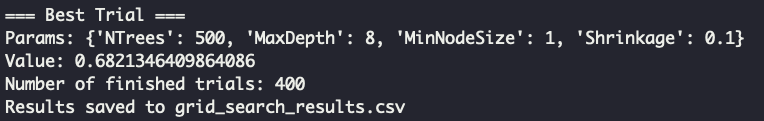 === Best Trial ===
Params: {'NTrees': 500, 'MaxDepth': 8, 'MinNodeSize': 1, 'Shrinkage': 0.1}
Value: 0.6821346409864086
Number of finished trials: 400
Results saved to grid_search_results.csv